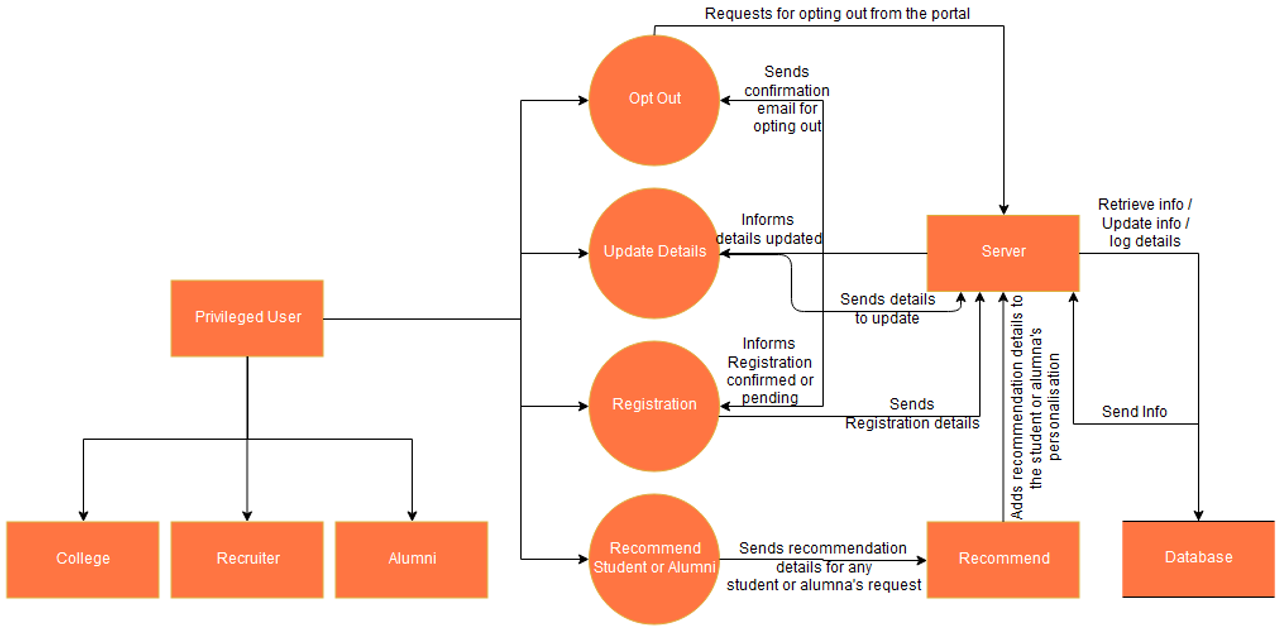 Requests for opting out from the portal
Opt Out
Sends
confirmation
email for
opting out
Update Details
Informs
details updated
Server
Retrieve info /
Update info /
log details
Privileged User
Sends details
to update
Informs
Registration
confirmed or
pending
Registration
Sends
Registration details
Adds recommendation details to
the student or alumna's
personalisation
Send Info
College
Recruiter
Alumni
Recommend
Student or Alumni
Sends recommendation
details for any
student or alumna's request
Recommend
Database